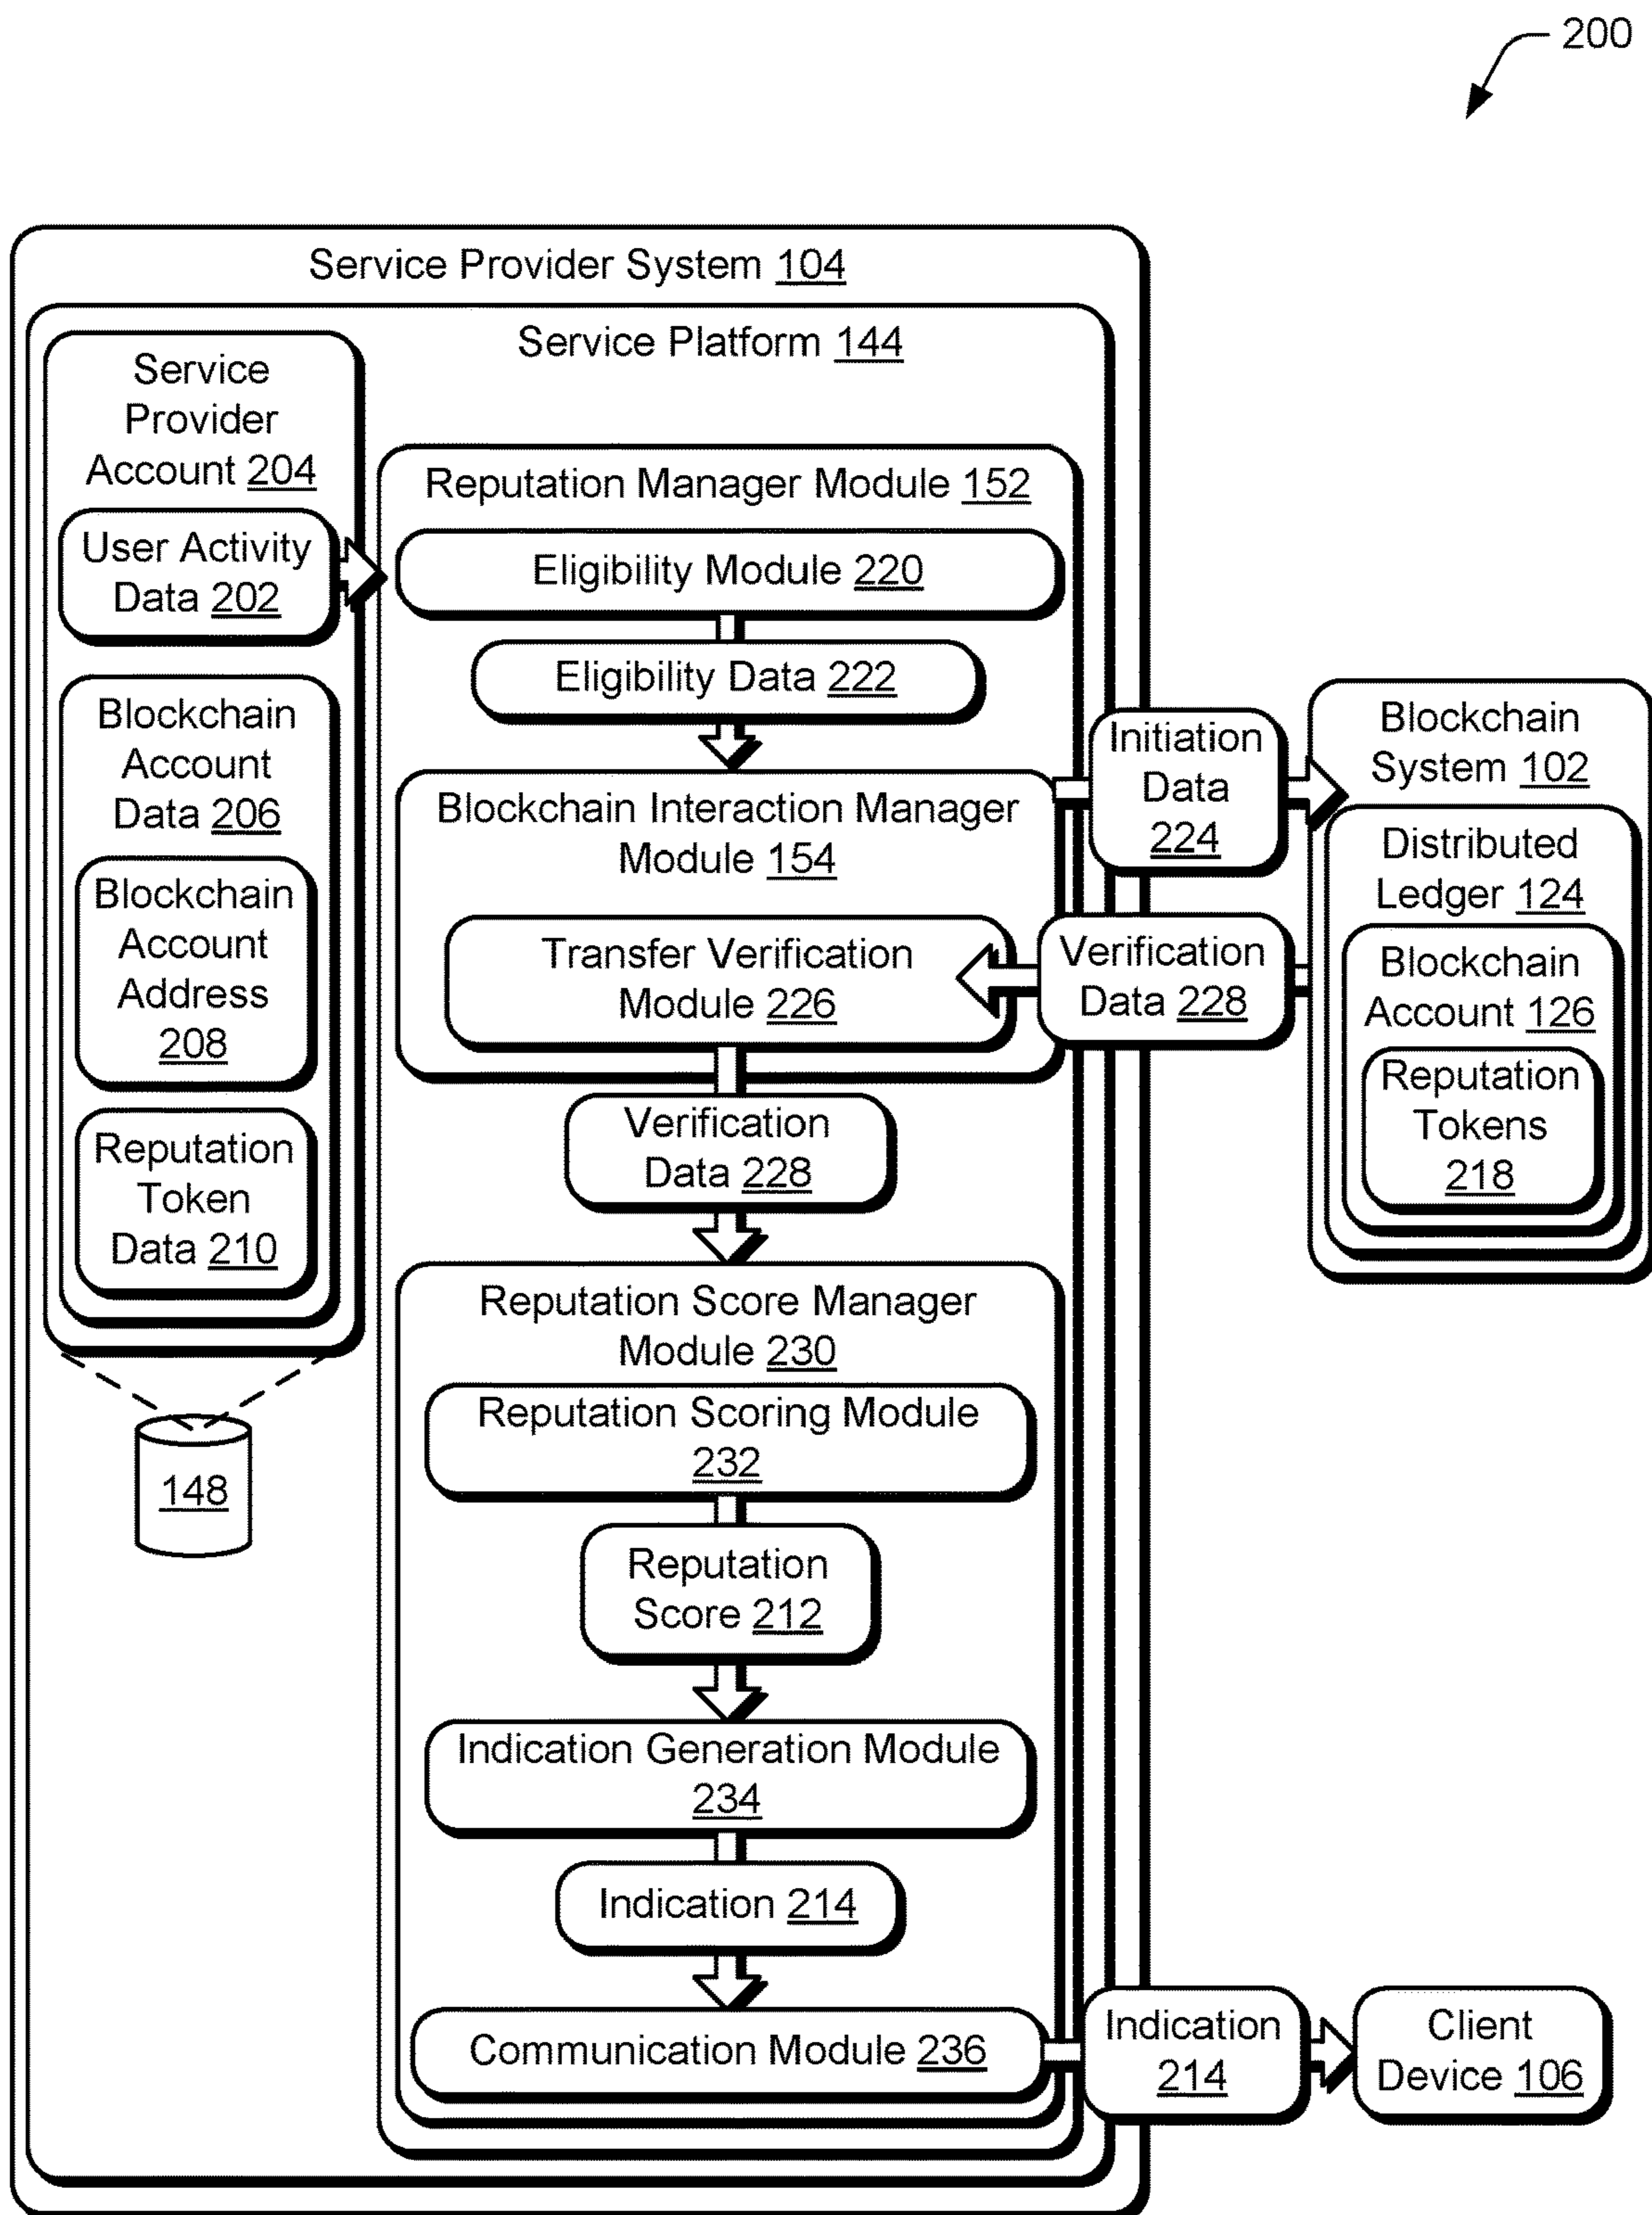 200
Service Provider System 104
Service Platform 144
Service
Provider
Account 204
User Activity
Data 202
Blockchain
Account
Data 206
Blockchain
Account
Address
208
Reputation
Token
Data 210
148
Reputation Manager Module 152
Eligibility Module 220
Eligibility Data 222
Blockchain Interaction Manager
Module 154
Transfer Verification
Module 226
Verification
Data 228
Reputation Score Manager
Module 230
Reputation Scoring Module
232
Reputation
Score 212
Indication Generation Module
234
Indication 214
Communication Module 236
Initiation
Data
224
Verification
Data 228
Blockchain
System 102
Distributed
Ledger 124
Blockchain
Account 126
Reputation
Tokens
218
Indication
214
Client
Device 106